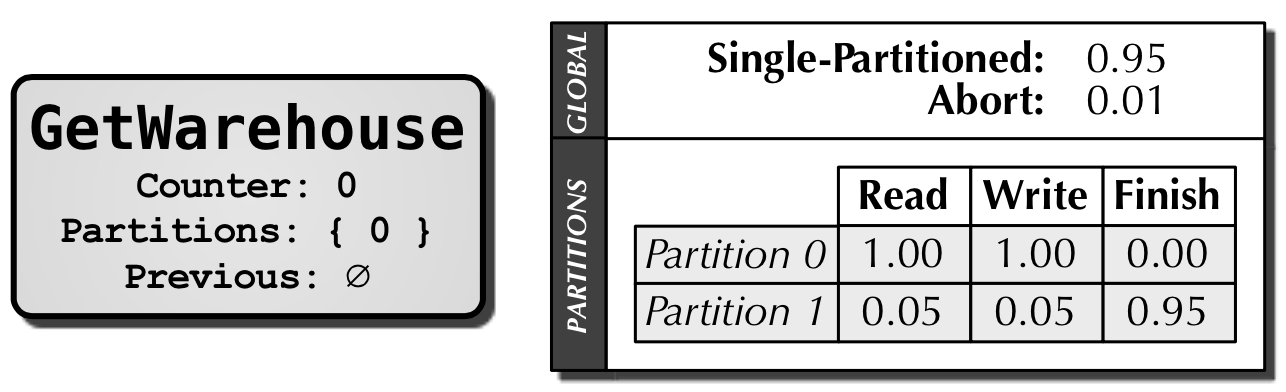 GetWarehouse
Counter: 0
Partitions: { 0 }
Previous: ∅
GLOBAL
Single-Partitioned: 0.95
Abort: 0.01
PARTITIONS
Read Write Finish
Partition 0 1.00 1.00 0.00
Partition 1 0.05 0.05 0.95